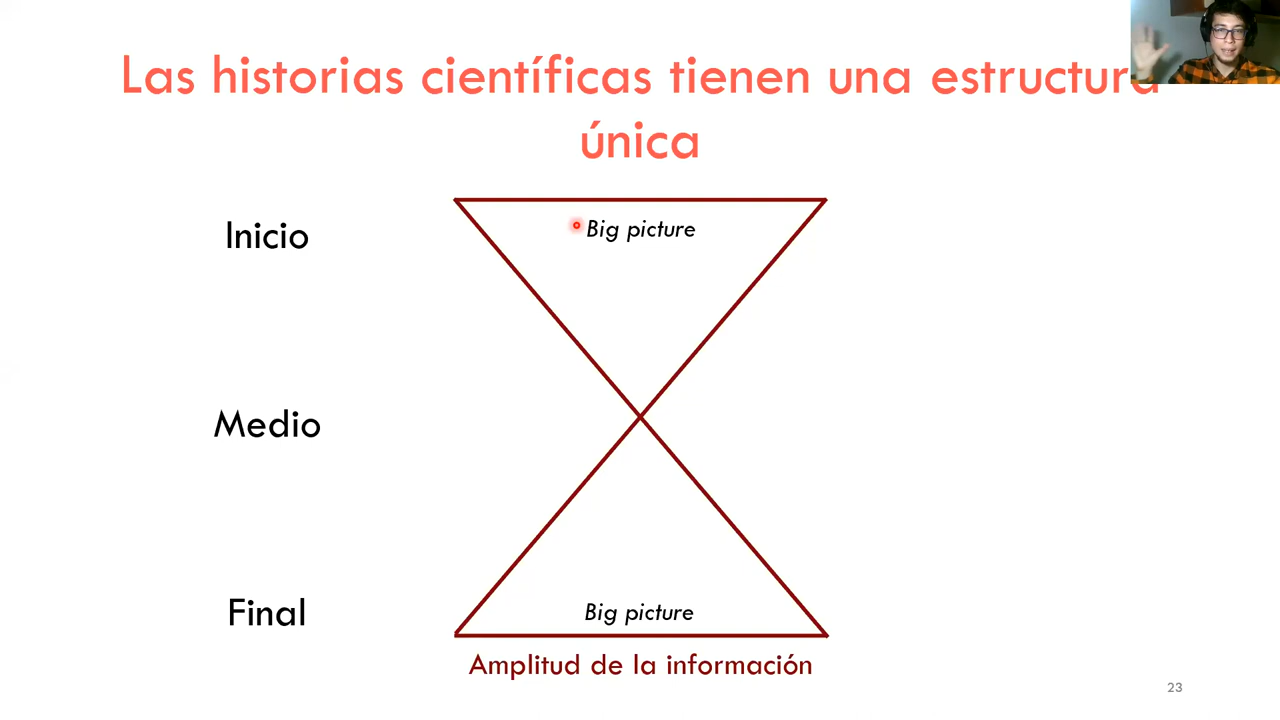 Las historias científicas tienen una estructura
única
Inicio
Big picture
Medio
Final
Big picture
Amplitud de la información
23